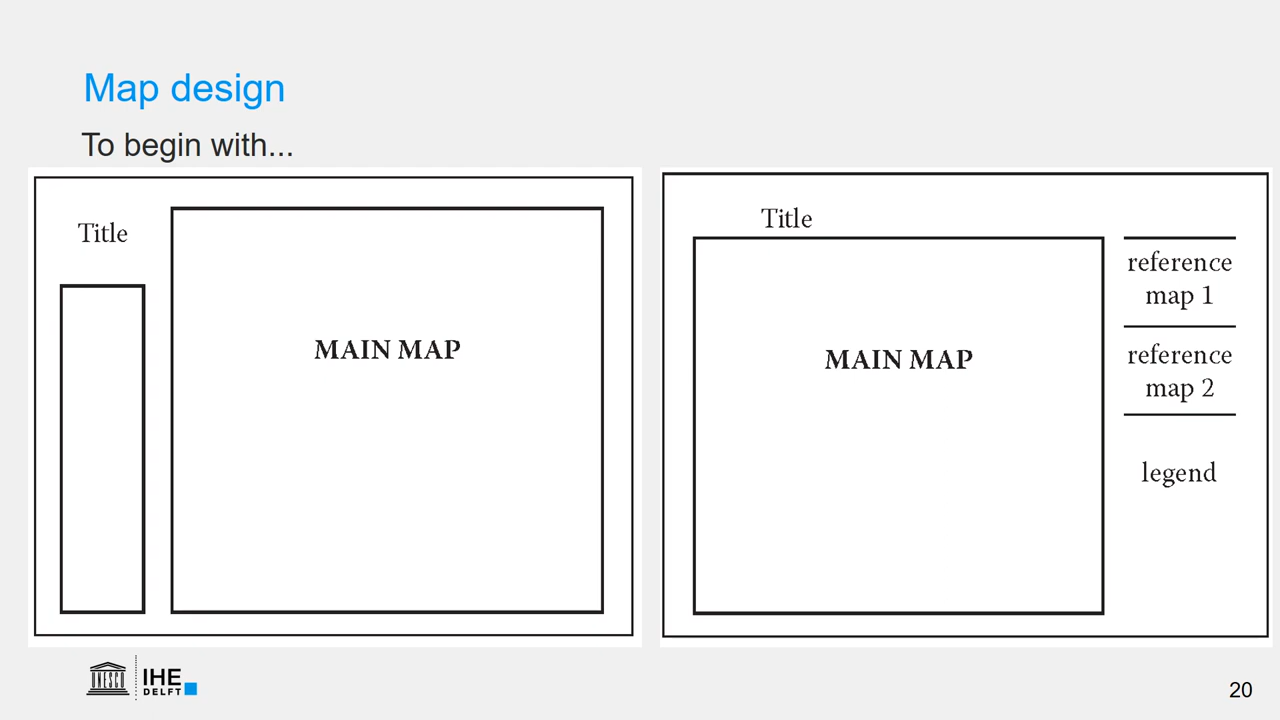 Map design
To begin with...
Title
MAIN MAP
Title
MAIN MAP
reference
map 1
reference
map 2
legend
UNESCO
IHE
DELFT
20